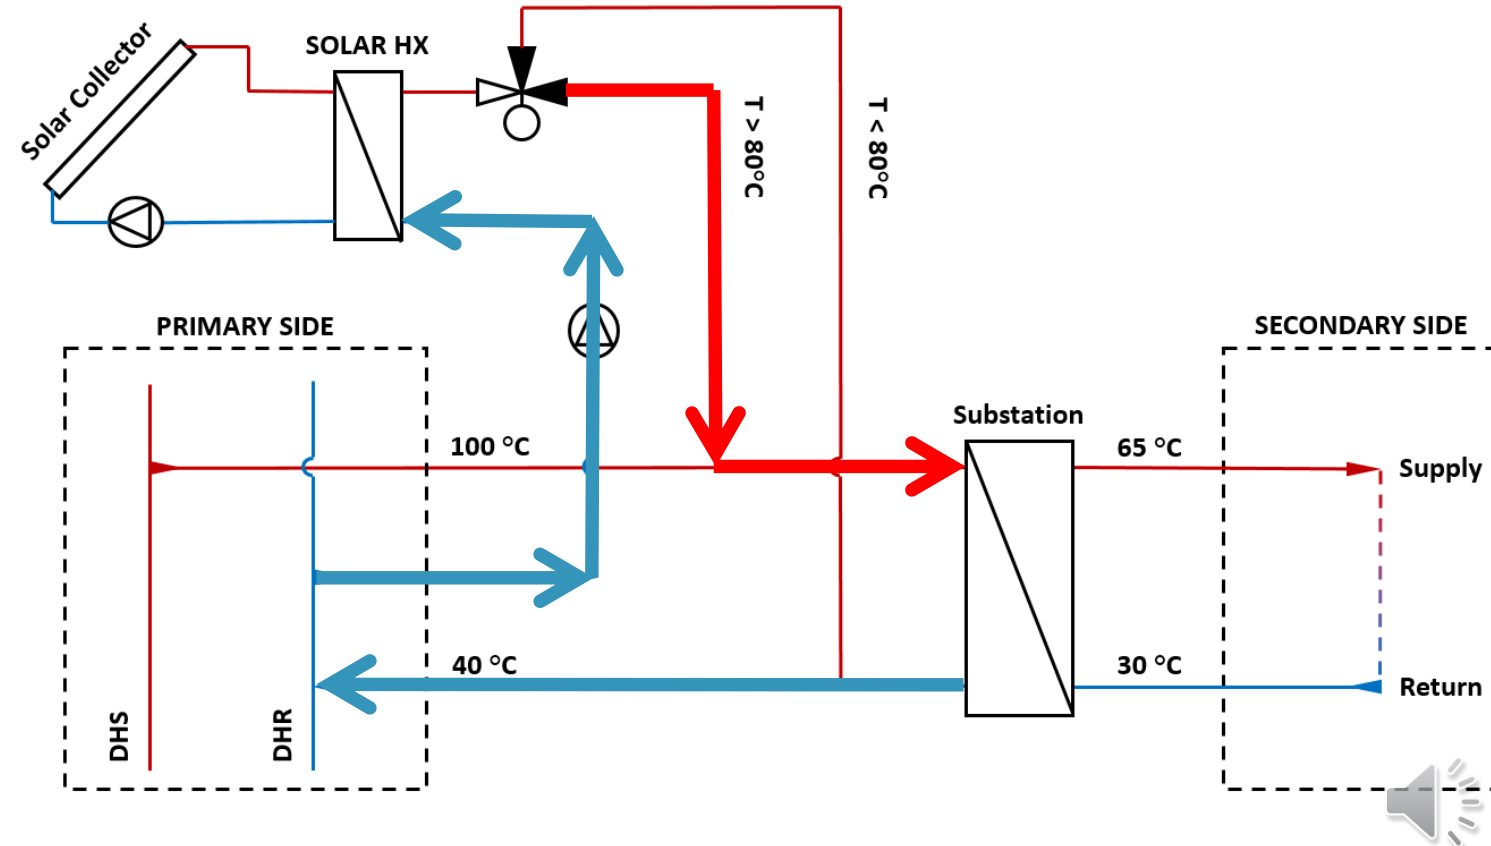 Solar Collector
SOLAR HX
T > 80°C
T < 80°C
PRIMARY SIDE
SECONDARY SIDE
Substation
100 °C
65 °C
Supply
40 °C
30 °C
Return
DHS
DHR